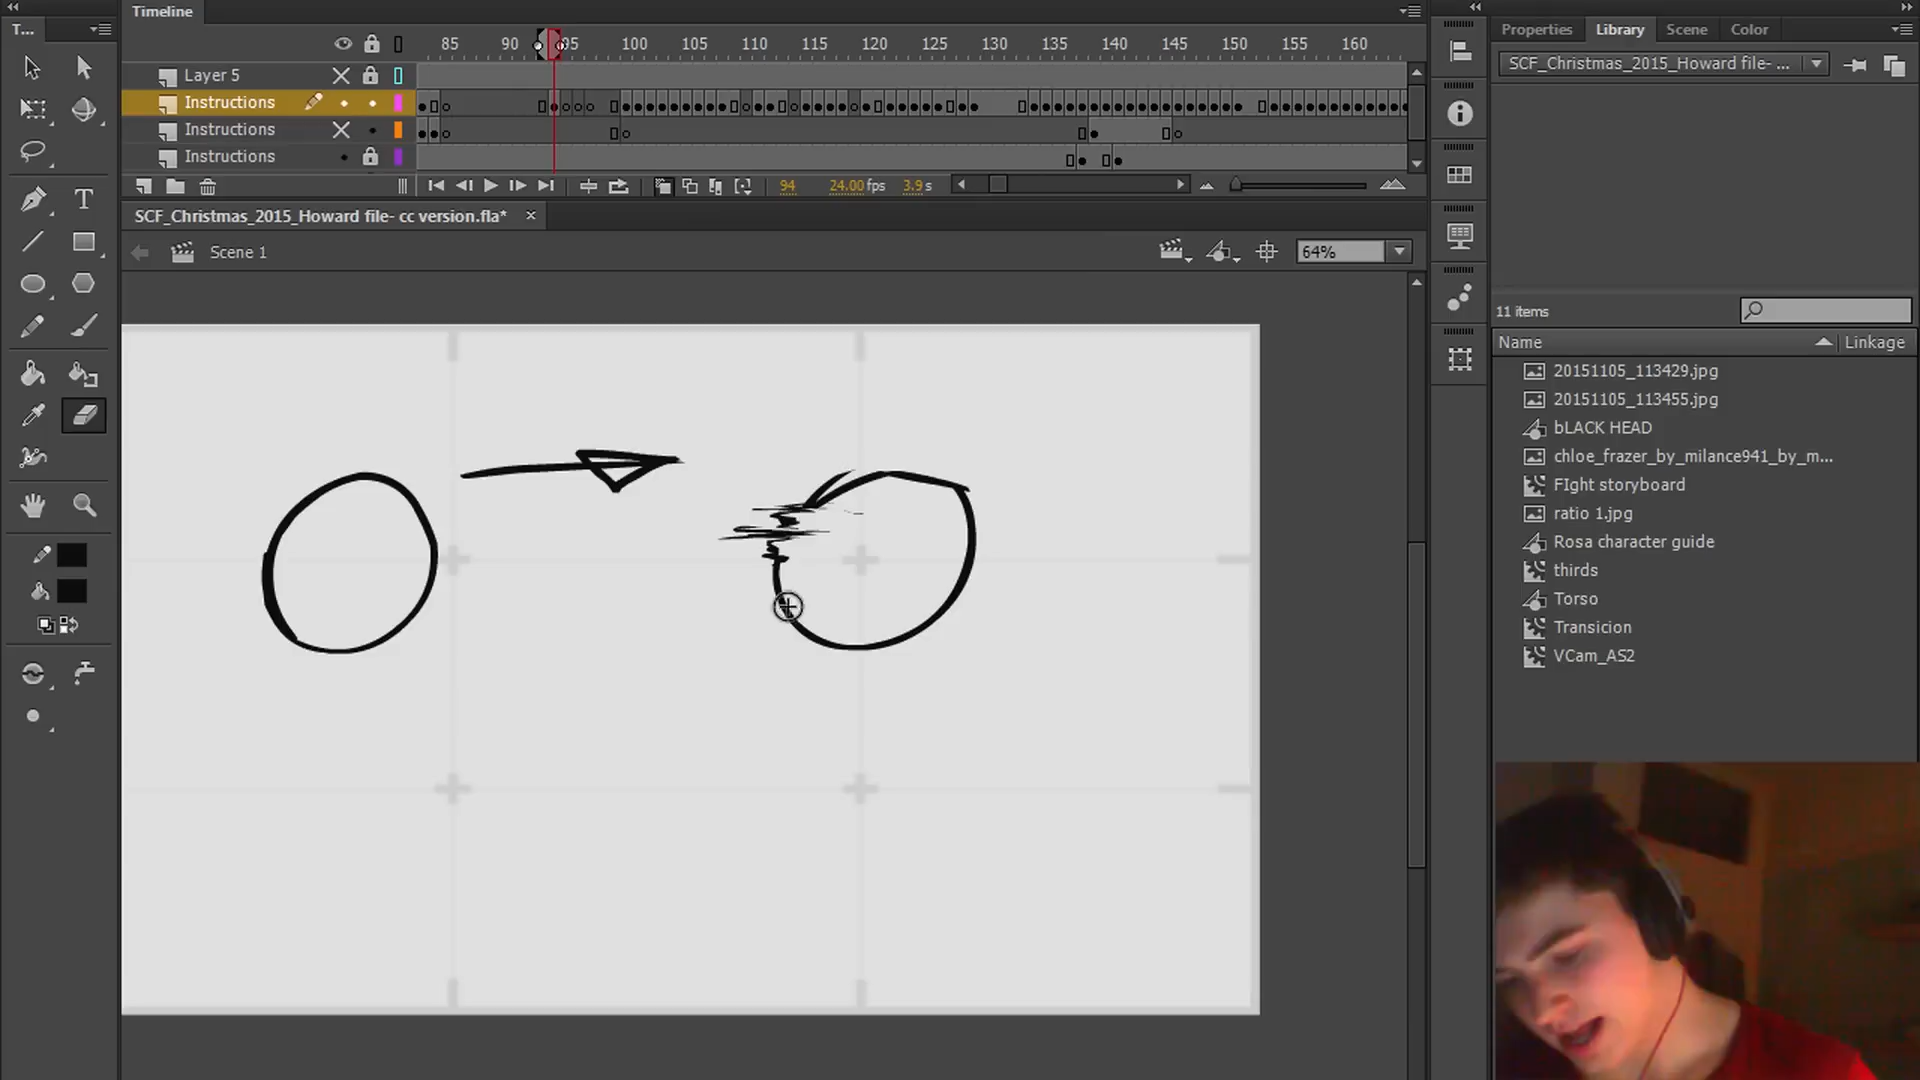 T...
Timeline
85 90 95 100 105 110 115 120 125 130 135 140 145 150 155 160
Layer 5
Instructions
Instructions
Instructions
94 24.00 fps 3.9 s
SCF_Christmas_2015_Howard file- cc version.fla*
Scene 1
64%
Properties Library Scene Color
SCF_Christmas_2015_Howard file- ...
11 items
Name Linkage
20151105_113429.jpg
20151105_113455.jpg
bLACK HEAD
chloe_frazer_by_milance941_by_m...
FIght storyboard
ratio 1.jpg
Rosa character guide
thirds
Torso
Transicion
VCam_AS2